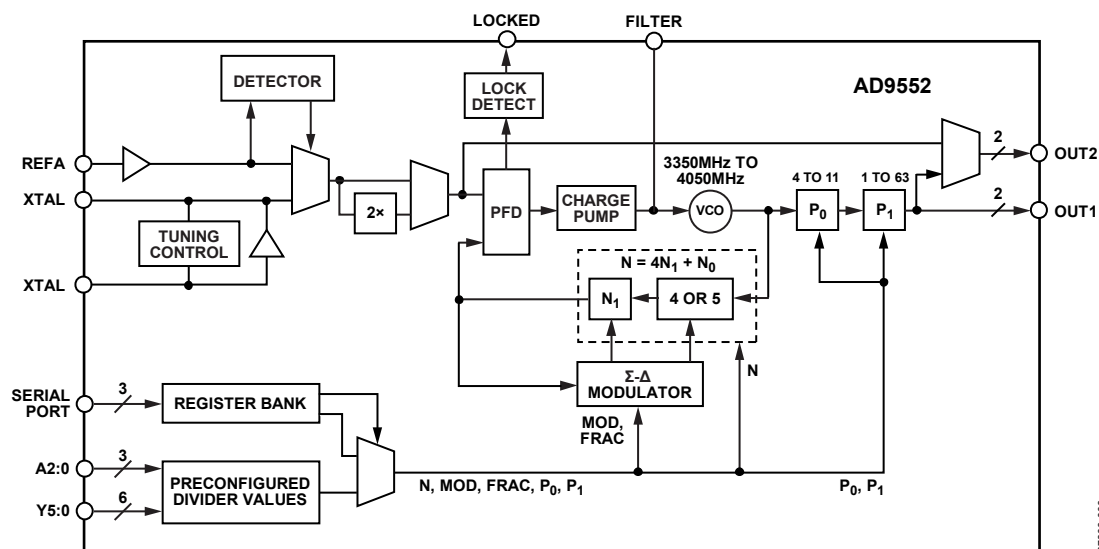 LOCKED
FILTER
DETECTOR
LOCK
DETECT
AD9552
REFA
XTAL
2×
PFD
CHARGE
PUMP
3350MHz TO
4050MHz
VCO
4 TO 11
P0
1 TO 63
P1
2
OUT2
2
OUT1
TUNING
CONTROL
XTAL
N = 4N1 + N0
N1
4 OR 5
Σ-Δ
MODULATOR
N
MOD,
FRAC
SERIAL
PORT
3
REGISTER BANK
A2:0
3
Y5:0
6
PRECONFIGURED
DIVIDER VALUES
N, MOD, FRAC, P0, P1
P0, P1